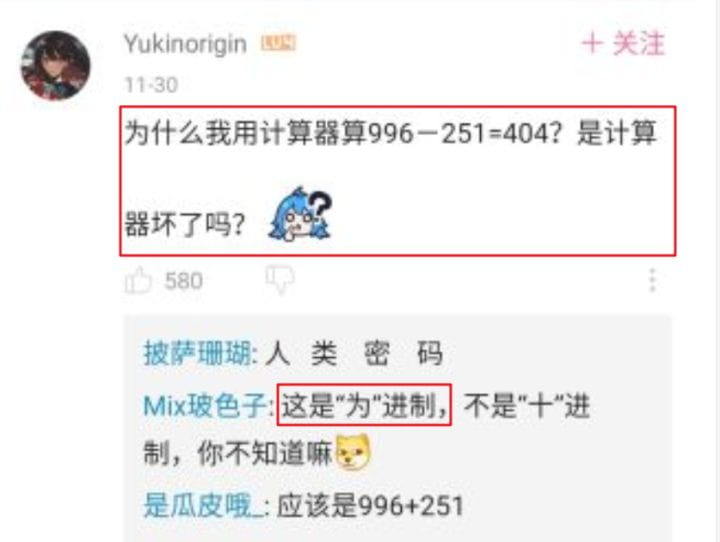 Yukinorigin LV4 + 关注
11-30
为什么我用计算器算996－251=404？是计算
器坏了吗？
580
披萨珊瑚: 人 类 密 码
Mix玻色子: 这是“为”进制，不是“十”进
制，你不知道嘛
是瓜皮哦_: 应该是996+251